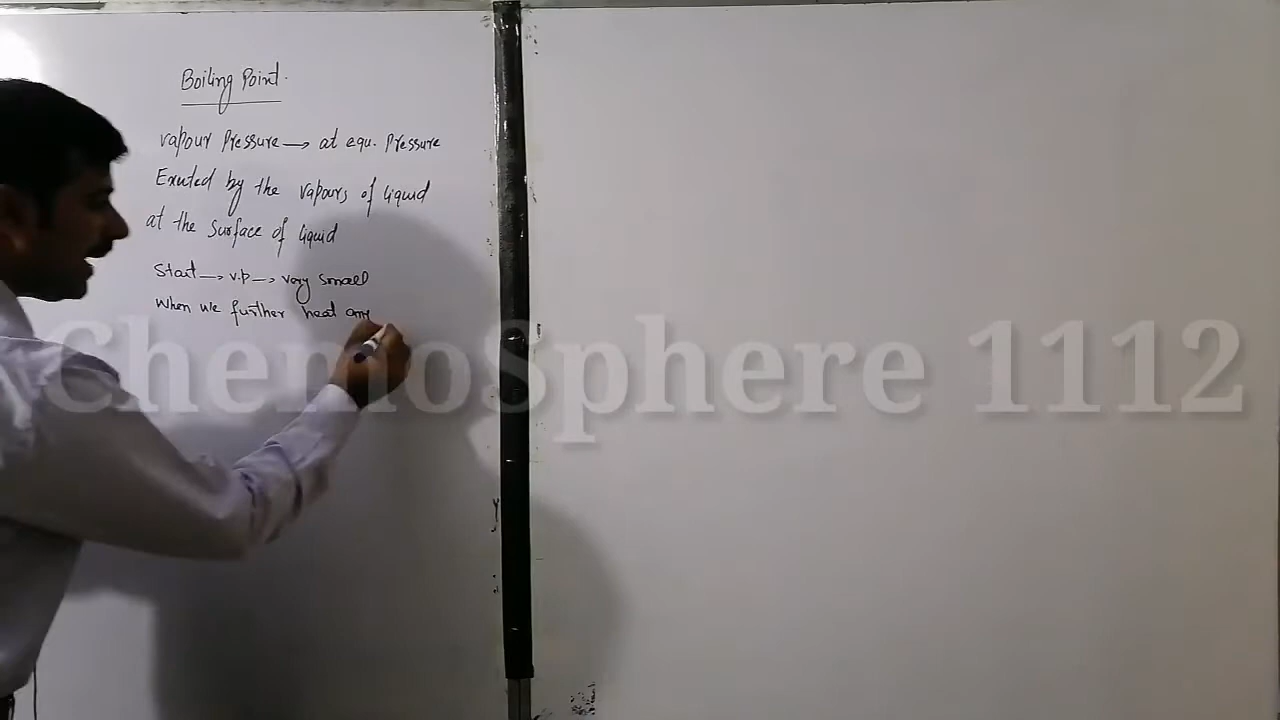 Boiling Point.
Vapour Pressure → at equ. Pressure
Exerted by the vapours of liquid
at the surface of liquid
Start → v.p → very small
When we further heat any
ChemoSphere 1112